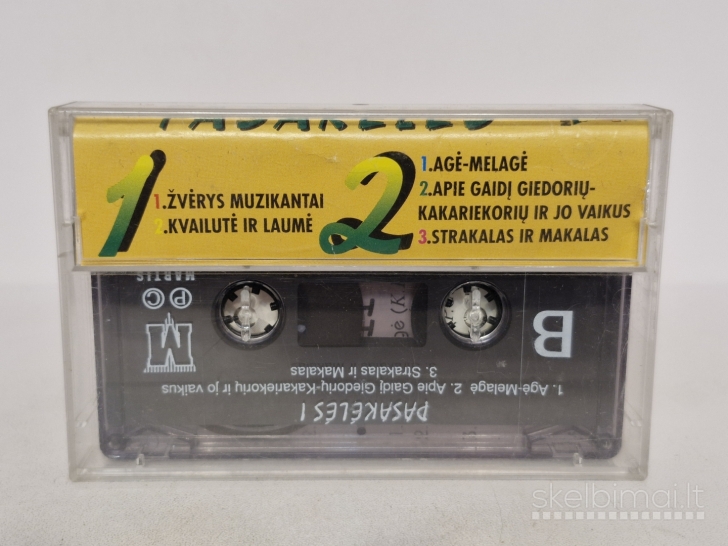 PASAKĖLĖS
1
1.ŽVĖRYS MUZIKANTAI
2.KVAILUTĖ IR LAUMĖ
2
1.AGĖ-MELAGĖ
2.APIE GAIDĮ GIEDORIŲ-
KAKARIEKORIŲ IR JO VAIKUS
3.STRAKALAS IR MAKALAS
B
PASAKĖLĖS I
1. Agė-Melagė 2. Apie Gaidį Giedorių-Kakariekorių ir jo vaikus
3. Strakalas ir Makalas
M
P C
MARTIS
skelbimai.lt